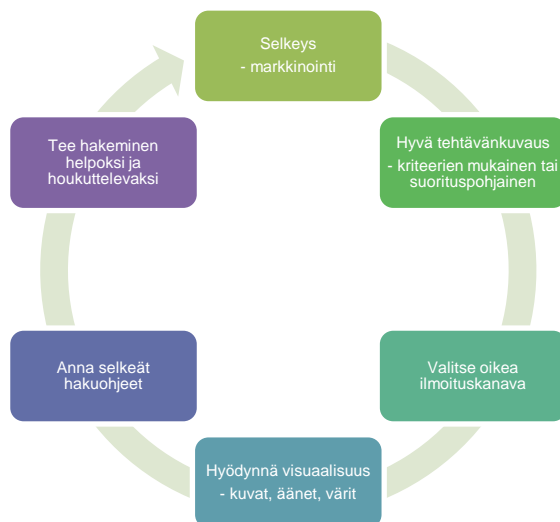 Selkeys
- markkinointi
Hyvä tehtävänkuvaus
- kriteerien mukainen tai
suorituspohjainen
Valitse oikea
ilmoituskanava
Hyödynnä visuaalisuus
- kuvat, äänet, värit
Anna selkeät
hakuohjeet
Tee hakeminen
helpoksi ja
houkuttelevaksi